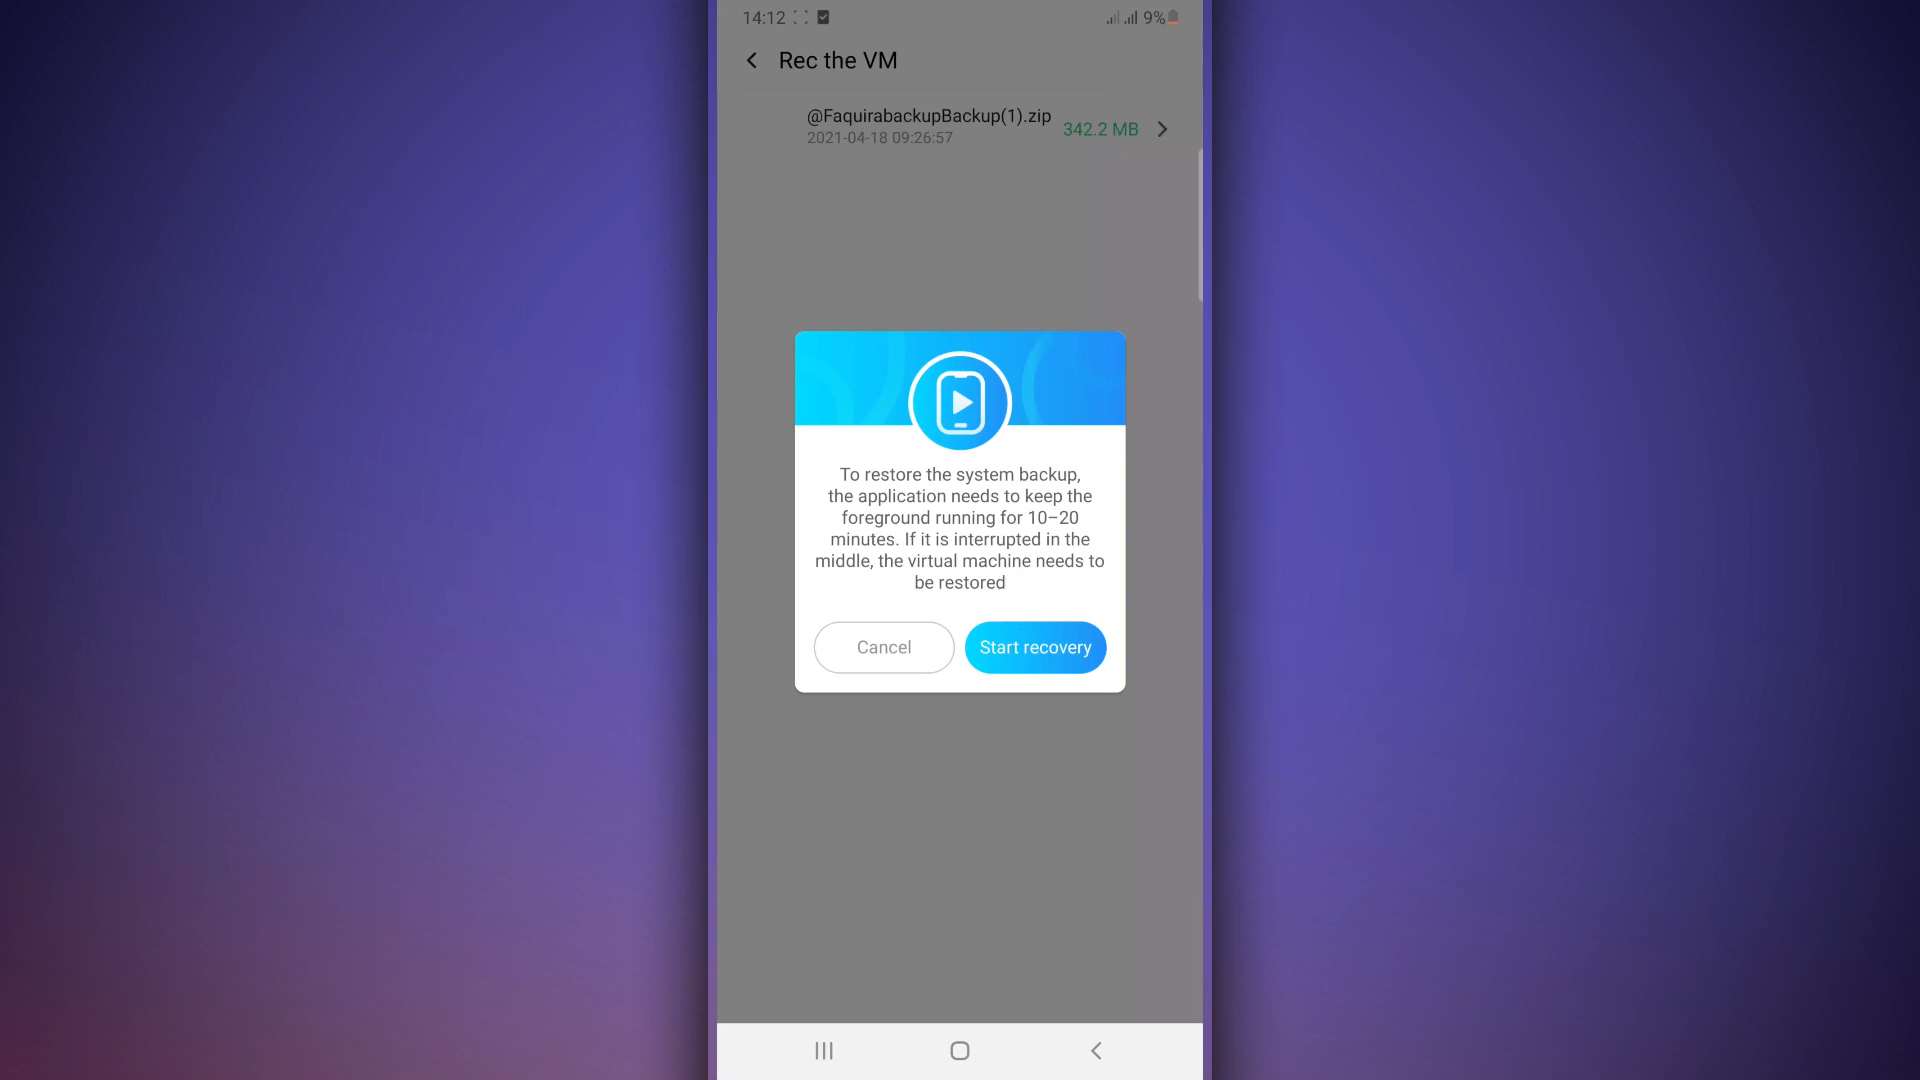 14:12 9%
Rec the VM
@FaquirabackupBackup(1).zip
342.2 MB
2021-04-18 09:26:57
To restore the system backup,
the application needs to keep the
foreground running for 10–20
minutes. If it is interrupted in the
middle, the virtual machine needs to
be restored
Cancel
Start recovery